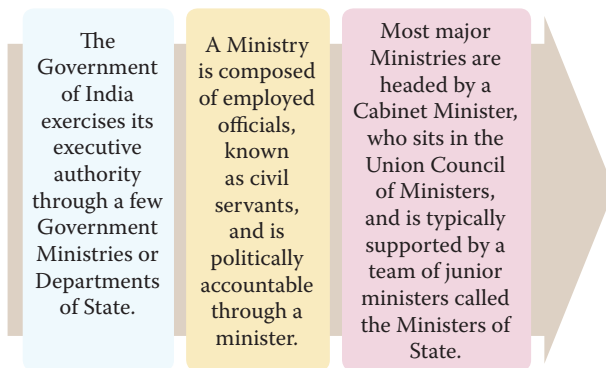 The
Government
of India
exercises its
executive
authority
through a few
Government
Ministries or
Departments
of State.
A Ministry
is composed
of employed
officials,
known
as civil
servants,
and is
politically
accountable
through a
minister.
Most major
Ministries are
headed by a
Cabinet Minister,
who sits in the
Union Council
of Ministers,
and is typically
supported by a
team of junior
ministers called
the Ministers of
State.